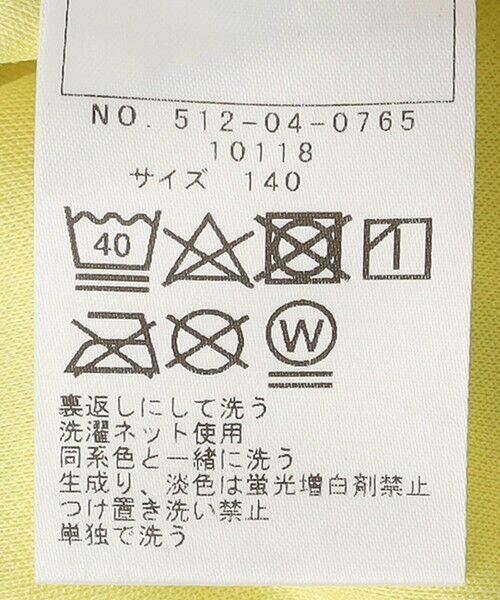 NO. 512-04-0765
10118
サイズ 140
40
W
裏返しにして洗う
洗濯ネット使用
同系色と一緒に洗う
生成り、淡色は蛍光増白剤禁止
つけ置き洗い禁止
単独で洗う